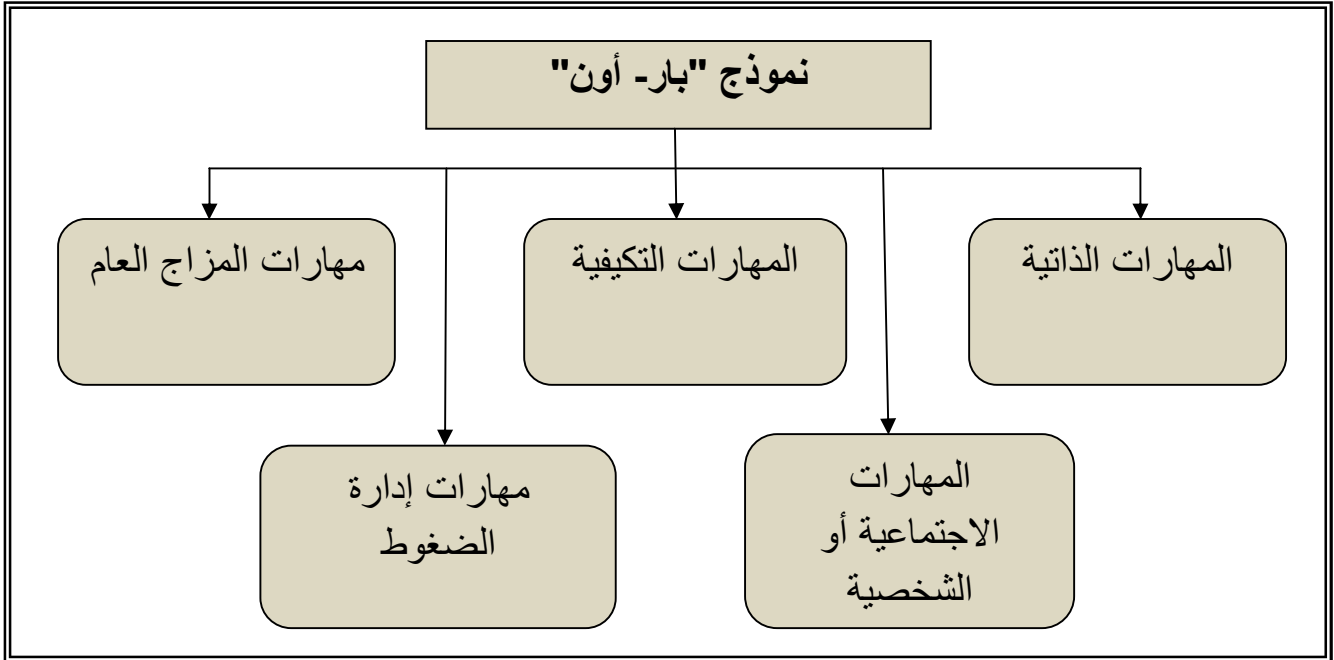 نموذج "بار- أون"
المهارات الذاتية
المهارات التكيفية
مهارات المزاج العام
المهارات
الاجتماعية أو
الشخصية
مهارات إدارة
الضغوط